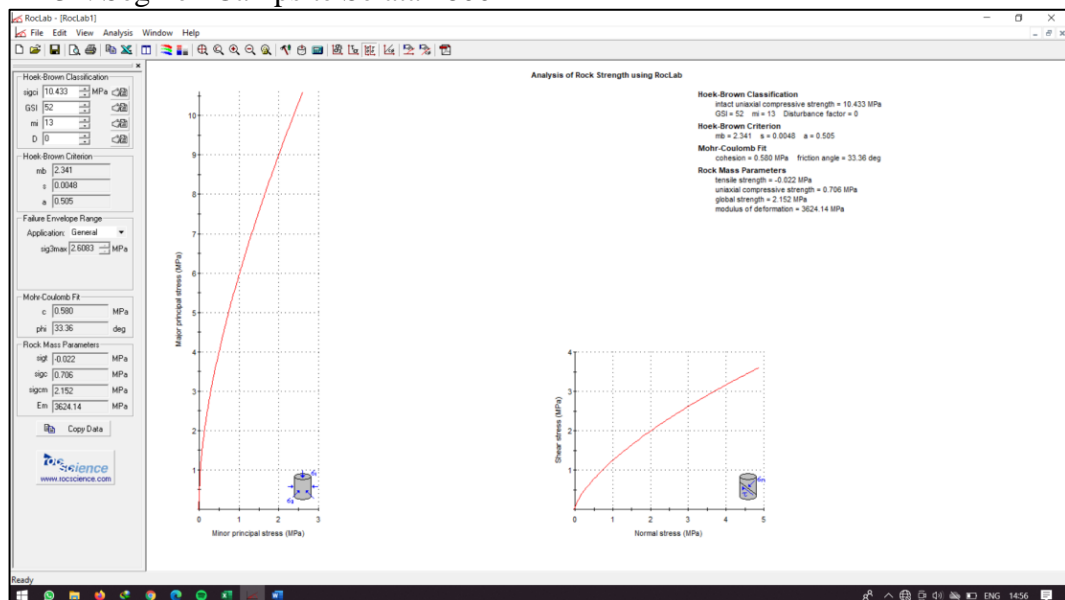 RocLab - [RocLab1]
File Edit View Analysis Window Help
Hoek-Brown Classification
sigci 10.433 MPa
GSI 52
mi 13
D 0
Hoek-Brown Criterion
mb 2.341
s 0.0048
a 0.505
Failure Envelope Range
Application: General
sig3max 2.6083 MPa
Mohr-Coulomb Fit
c 0.580 MPa
phi 33.36 deg
Rock Mass Parameters
sigt -0.022 MPa
sigc 0.706 MPa
sigcm 2.152 MPa
Em 3624.14 MPa
Copy Data
rocscience
www.rocscience.com
Analysis of Rock Strength using RocLab
Hoek-Brown Classification
intact uniaxial compressive strength = 10.433 MPa
GSI = 52 mi = 13 Disturbance factor = 0
Hoek-Brown Criterion
mb = 2.341 s = 0.0048 a = 0.505
Mohr-Coulomb Fit
cohesion = 0.580 MPa friction angle = 33.36 deg
Rock Mass Parameters
tensile strength = -0.022 MPa
uniaxial compressive strength = 0.706 MPa
global strength = 2.152 MPa
modulus of deformation = 3624.14 MPa
Major principal stress (MPa)
10
9
8
7
6
5
4
3
2
1
0 1 2 3
Minor principal stress (MPa)
Shear stress (MPa)
4
3
2
1
0 1 2 3 4 5
Normal stress (MPa)
Ready
ENG 14:56